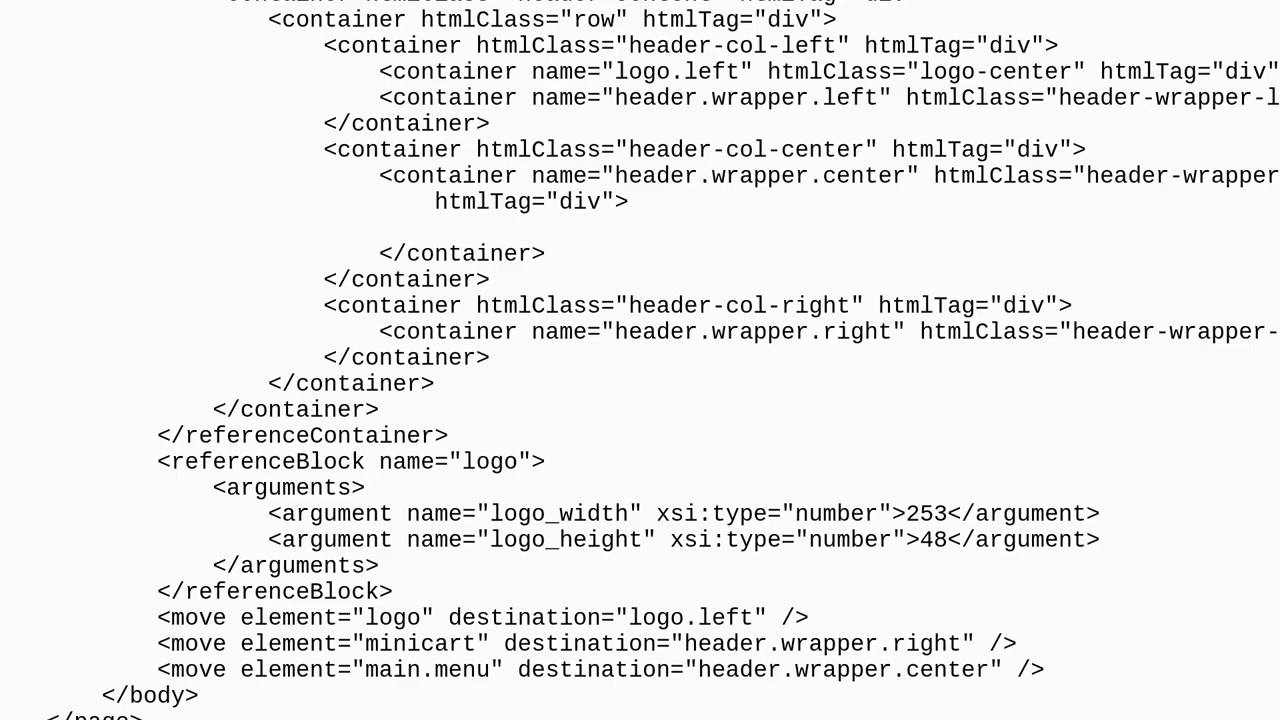 <container htmlClass="row" htmlTag="div">
<container htmlClass="header-col-left" htmlTag="div">
<container name="logo.left" htmlClass="logo-center" htmlTag="div"
<container name="header.wrapper.left" htmlClass="header-wrapper-l
</container>
<container htmlClass="header-col-center" htmlTag="div">
<container name="header.wrapper.center" htmlClass="header-wrapper
htmlTag="div">
</container>
</container>
<container htmlClass="header-col-right" htmlTag="div">
<container name="header.wrapper.right" htmlClass="header-wrapper-
</container>
</container>
</container>
</referenceContainer>
<referenceBlock name="logo">
<arguments>
<argument name="logo_width" xsi:type="number">253</argument>
<argument name="logo_height" xsi:type="number">48</argument>
</arguments>
</referenceBlock>
<move element="logo" destination="logo.left" />
<move element="minicart" destination="header.wrapper.right" />
<move element="main.menu" destination="header.wrapper.center" />
</body>
</page>